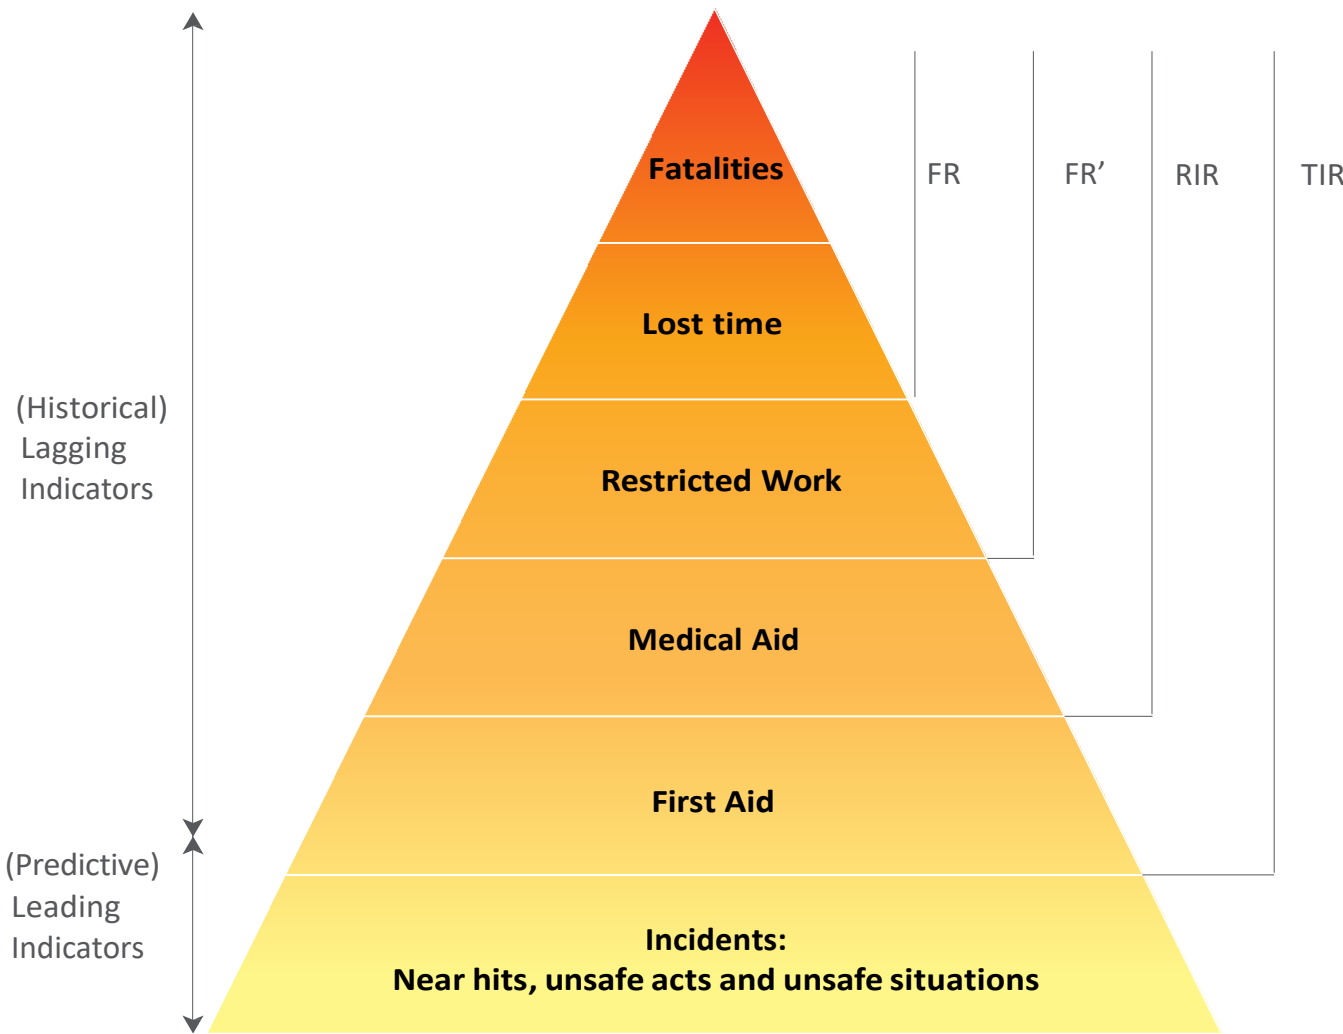 Fatalities
FR
FR’
RIR
TIR
Lost time
(Historical)
Lagging
Indicators
Restricted Work
Medical Aid
First Aid
(Predictive)
Leading
Indicators
Incidents:
Near hits, unsafe acts and unsafe situations